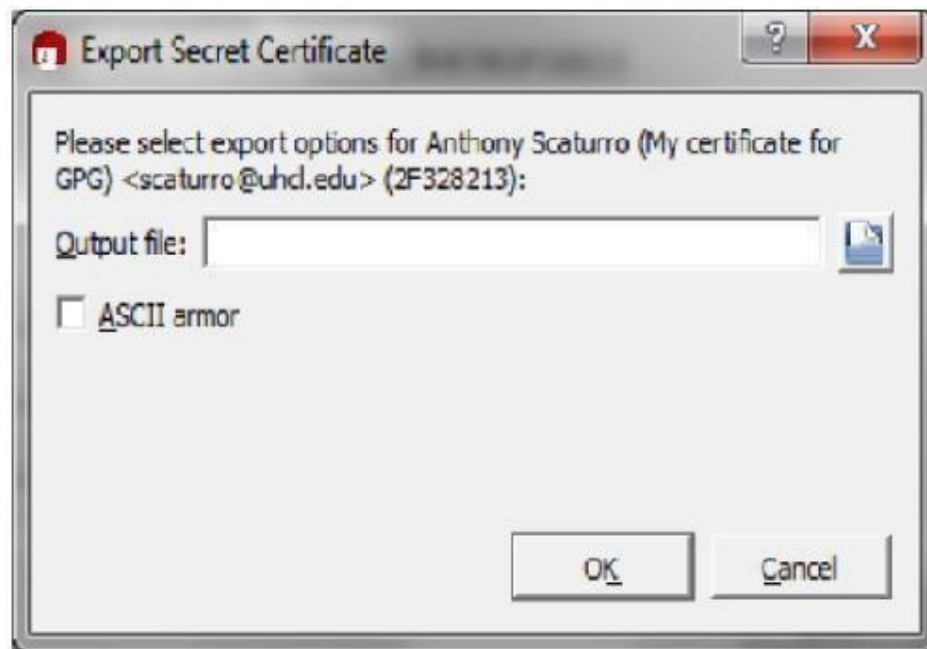 Export Secret Certificate
Please select export options for Anthony Scaturro (My certificate for
GPG) <scaturro@uhcl.edu> (2F328213):
Output file:
ASCII armor
OK
Cancel